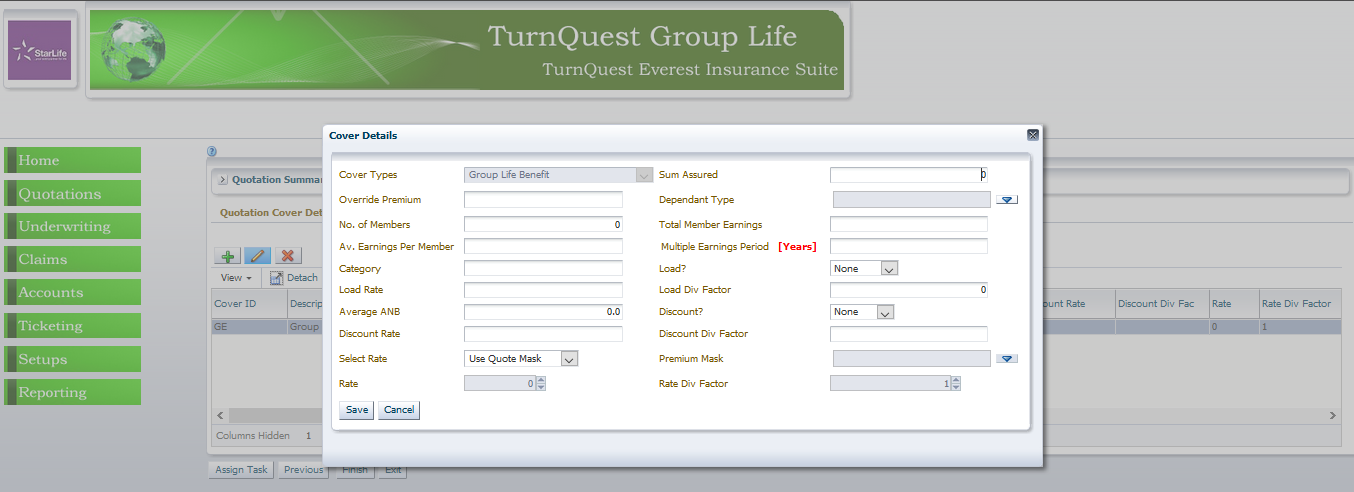 StarLife
TurnQuest Group Life
TurnQuest Everest Insurance Suite
Home
Quotations
Underwriting
Claims
Accounts
Ticketing
Setups
Reporting
Quotation Summa
Quotation Cover Det
View
Detach
Cover ID Descrip ount Rate Discount Div Fac Rate Rate Div Factor
GE Group 0 1
Columns Hidden 1
Assign Task Previous Finish Exit
Cover Details
Cover Types Group Life Benefit Sum Assured 0
Override Premium Dependant Type
No. of Members 0 Total Member Earnings
Av. Earnings Per Member Multiple Earnings Period [Years]
Category Load? None
Load Rate Load Div Factor 0
Average ANB 0.0 Discount? None
Discount Rate Discount Div Factor
Select Rate Use Quote Mask Premium Mask
Rate 0 Rate Div Factor 1
Save Cancel